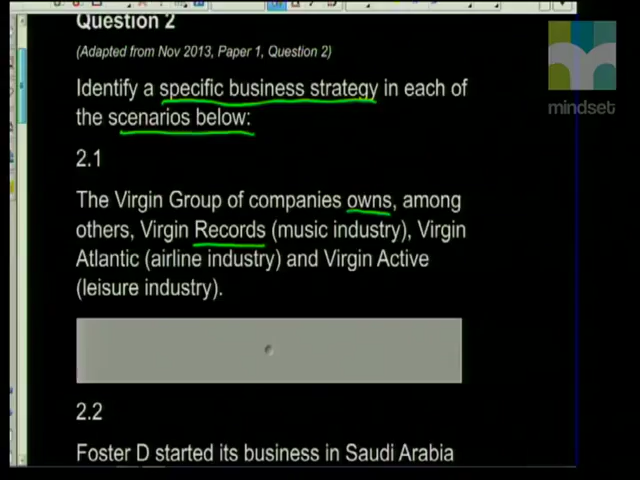 Question 2
(Adapted from Nov 2013, Paper 1, Question 2)
Identify a specific business strategy in each of
the scenarios below:
2.1
The Virgin Group of companies owns, among
others, Virgin Records (music industry), Virgin
Atlantic (airline industry) and Virgin Active
(leisure industry).
2.2
Foster D started its business in Saudi Arabia
mindset